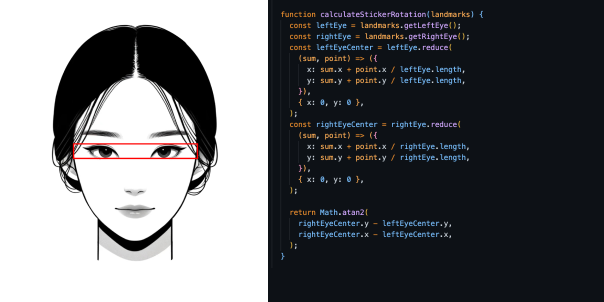 function calculateStickerRotation(landmarks) {
  const leftEye = landmarks.getLeftEye();
  const rightEye = landmarks.getRightEye();
  const leftEyeCenter = leftEye.reduce(
    (sum, point) => ({
      x: sum.x + point.x / leftEye.length,
      y: sum.y + point.y / leftEye.length,
    }),
    { x: 0, y: 0 },
  );
  const rightEyeCenter = rightEye.reduce(
    (sum, point) => ({
      x: sum.x + point.x / rightEye.length,
      y: sum.y + point.y / rightEye.length,
    }),
    { x: 0, y: 0 },
  );

  return Math.atan2(
    rightEyeCenter.y - leftEyeCenter.y,
    rightEyeCenter.x - leftEyeCenter.x,
  );
}